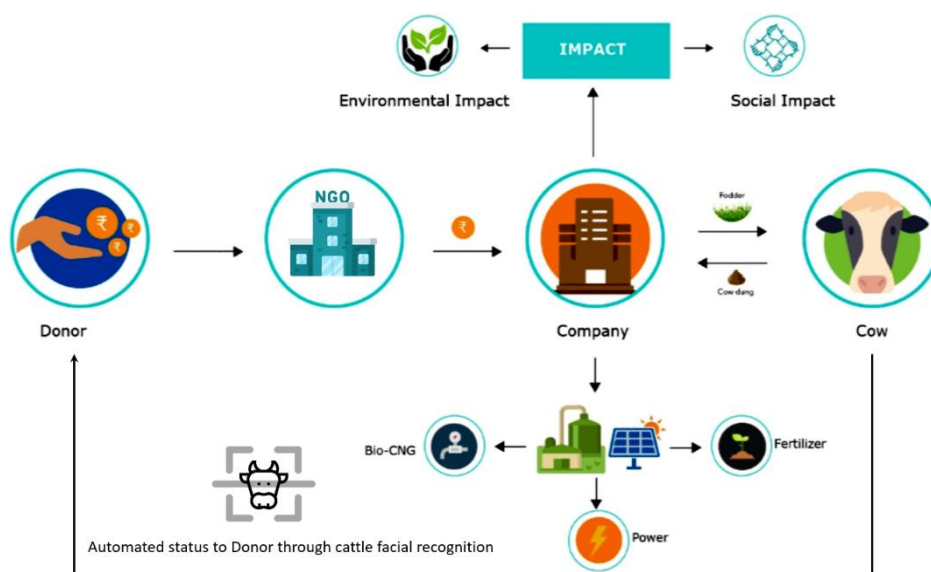 IMPACT
Environmental Impact
Social Impact
NGO
₹
₹
₹
₹
Fodder
Cow dang
Donor
Company
Cow
Bio-CNG
Fertilizer
Power
Automated status to Donor through cattle facial recognition